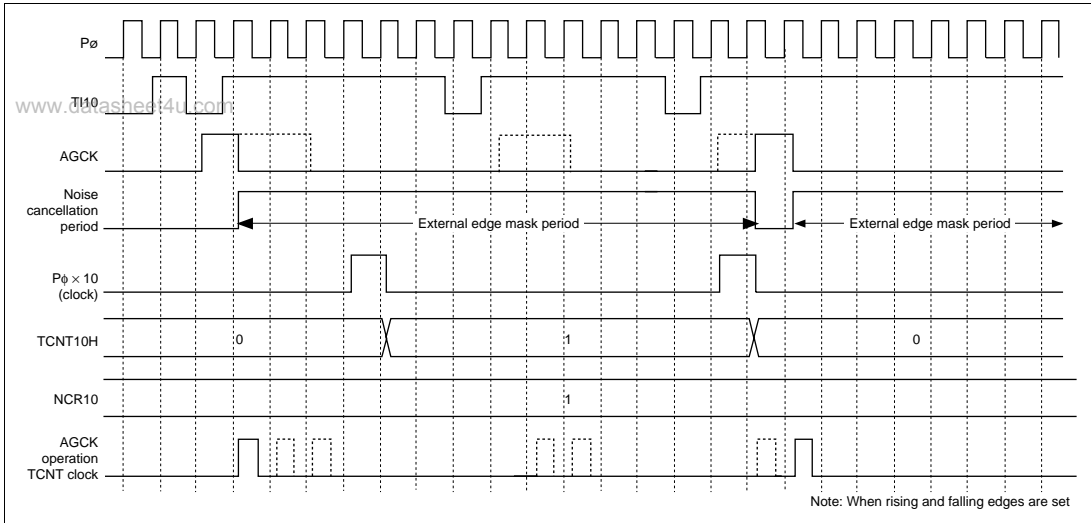 Pø
www.datasheet4u.com
TI10
AGCK
Noise
cancellation
period
External edge mask period
External edge mask period
Pφ × 10
(clock)
TCNT10H
0
1
0
NCR10
1
AGCK
operation
TCNT clock
Note: When rising and falling edges are set